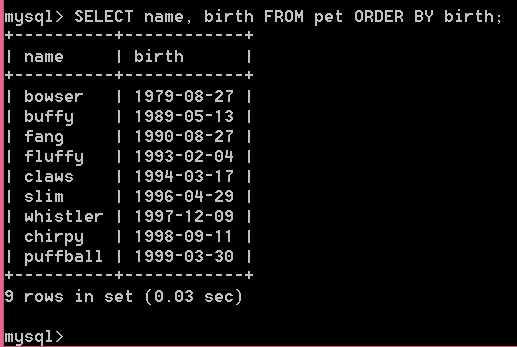 mysql> SELECT name, birth FROM pet ORDER BY birth;
+----------+------------+
| name     | birth      |
+----------+------------+
| bowser   | 1979-08-27 |
| buffy    | 1989-05-13 |
| fang     | 1990-08-27 |
| fluffy   | 1993-02-04 |
| claws    | 1994-03-17 |
| slim     | 1996-04-29 |
| whistler | 1997-12-09 |
| chirpy   | 1998-09-11 |
| puffball | 1999-03-30 |
+----------+------------+
9 rows in set (0.03 sec)
mysql>